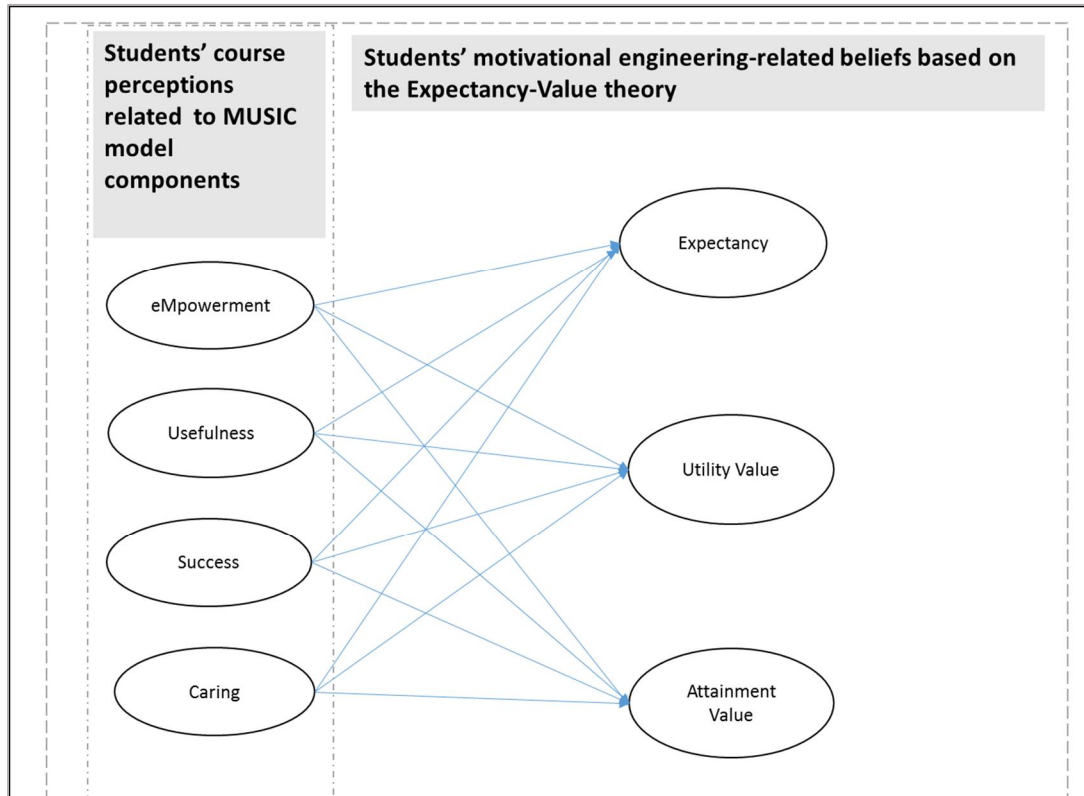 Students’ course
perceptions
related to MUSIC
model
components
Students’ motivational engineering-related beliefs based on
the Expectancy-Value theory
eMpowerment
Usefulness
Success
Caring
Expectancy
Utility Value
Attainment
Value